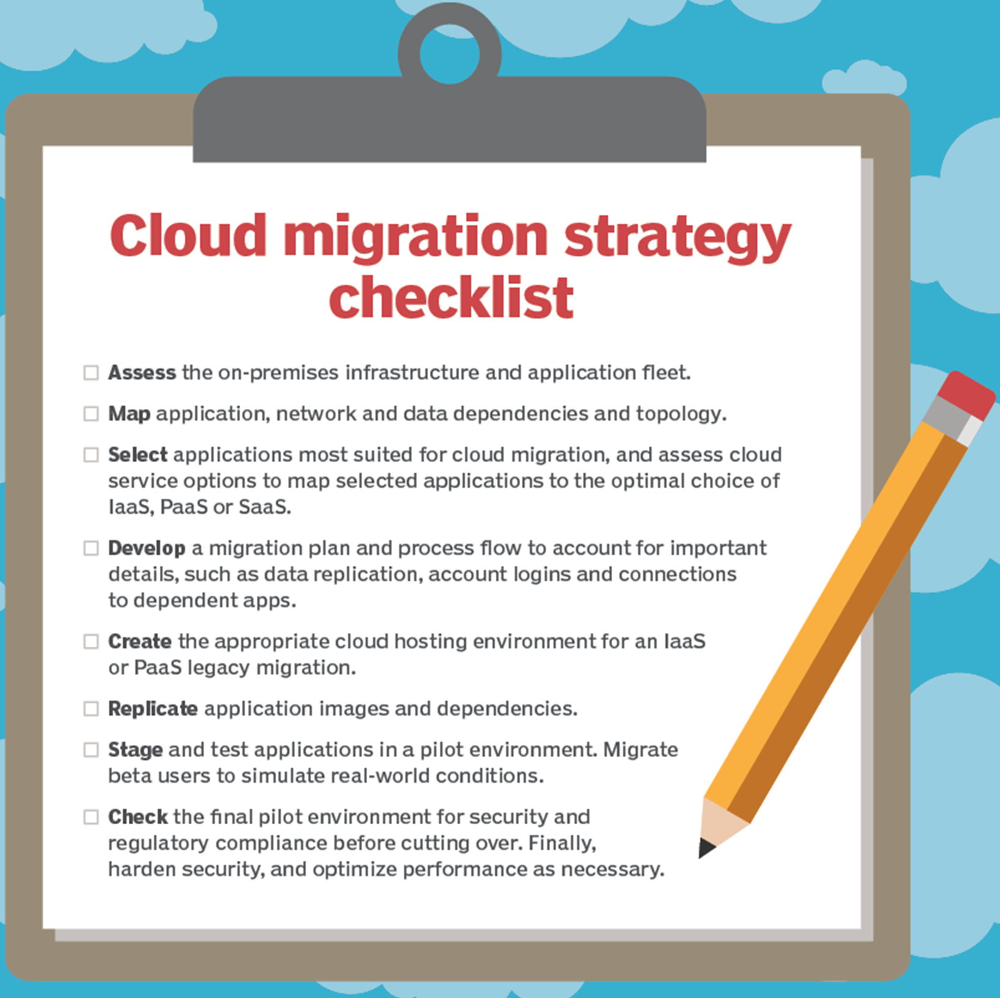 Cloud migration strategy
checklist
Assess the on-premises infrastructure and application fleet.
Map application, network and data dependencies and topology.
Select applications most suited for cloud migration, and assess cloud
service options to map selected applications to the optimal choice of
IaaS, PaaS or SaaS.
Develop a migration plan and process flow to account for important
details, such as data replication, account logins and connections
to dependent apps.
Create the appropriate cloud hosting environment for an IaaS
or PaaS legacy migration.
Replicate application images and dependencies.
Stage and test applications in a pilot environment. Migrate
beta users to simulate real-world conditions.
Check the final pilot environment for security and
regulatory compliance before cutting over. Finally,
harden security, and optimize performance as necessary.